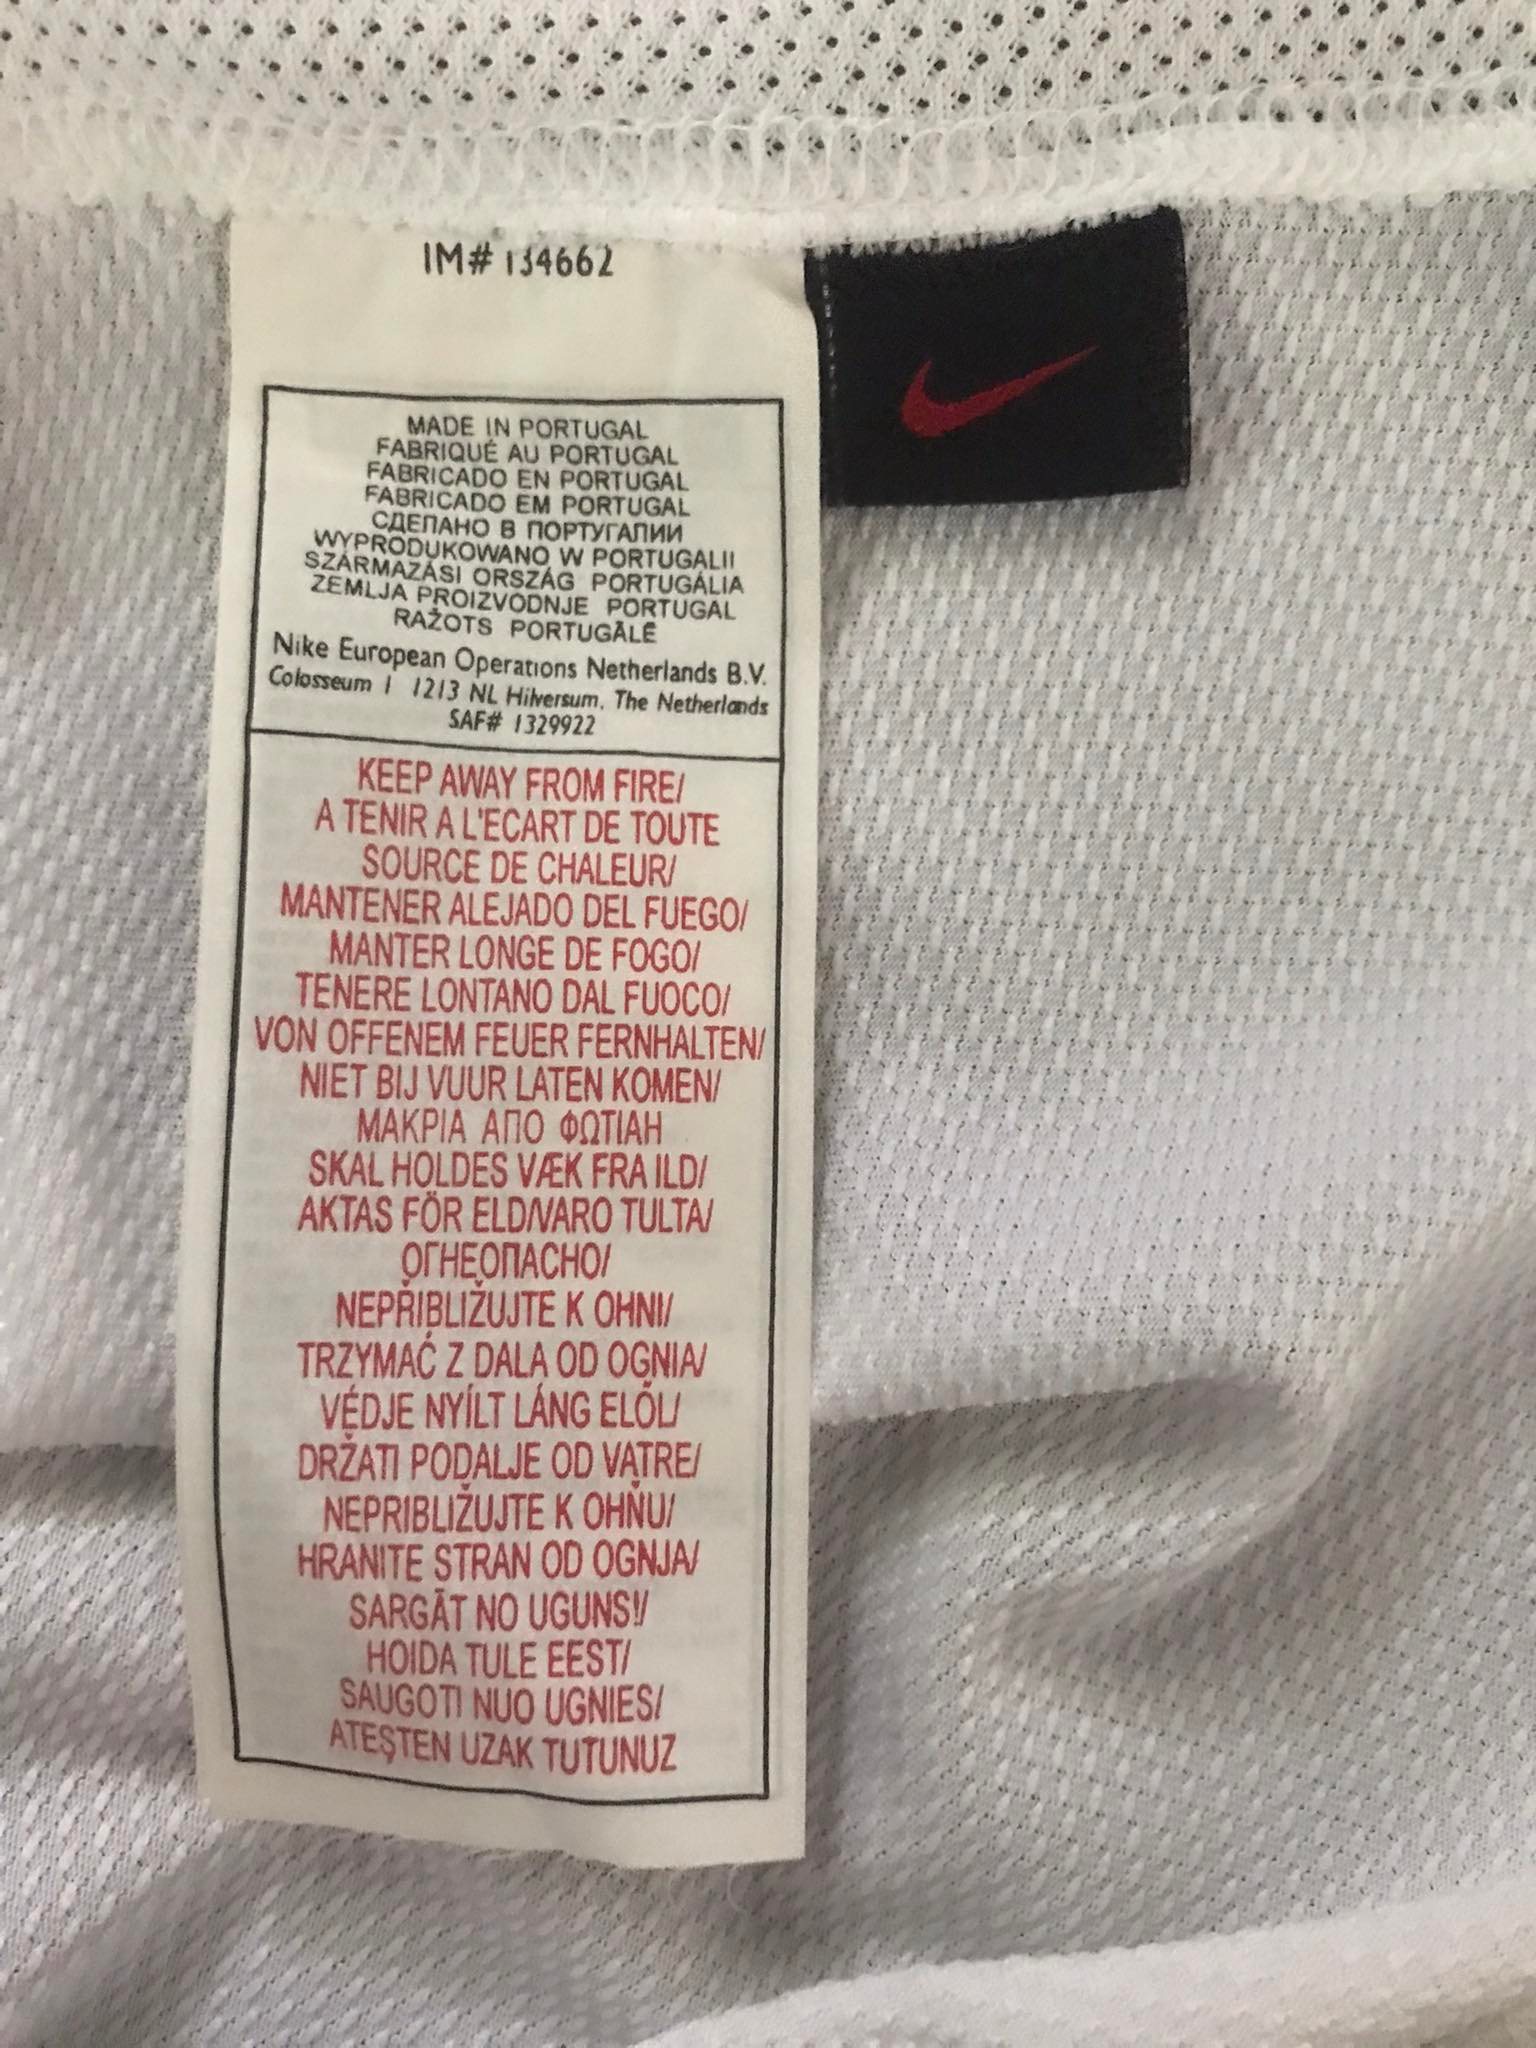 IM# 134662
MADE IN PORTUGAL
FABRIQUÉ AU PORTUGAL
FABRICADO EN PORTUGAL
FABRICADO EM PORTUGAL
СДЕЛАНО В ПОРТУГАЛИИ
WYPRODUKOWANO W PORTUGALII
SZÁRMAZÁSI ORSZÁG PORTUGÁLIA
ZEMLJA PROIZVODNJE PORTUGAL
RAŽOTS PORTUGĀLĒ
Nike European Operations Netherlands B.V.
Colosseum 1 1213 NL Hilversum, The Netherlands
SAF# 1329922
KEEP AWAY FROM FIRE/
A TENIR A L'ECART DE TOUTE
SOURCE DE CHALEUR/
MANTENER ALEJADO DEL FUEGO/
MANTER LONGE DE FOGO/
TENERE LONTANO DAL FUOCO/
VON OFFENEM FEUER FERNHALTEN/
NIET BIJ VUUR LATEN KOMEN/
ΜΑΚΡΙΑ ΑΠΟ ΦΩΤΙΑΗ
SKAL HOLDES VÆK FRA ILD/
AKTAS FÖR ELD/VARO TULTA/
ОГНЕОПАСНО/
NEPŘIBLIŽUJTE K OHNI/
TRZYMAĆ Z DALA OD OGNIA/
VÉDJE NYÍLT LÁNG ELŐL/
DRŽATI PODALJE OD VATRE/
NEPRIBLIŽUJTE K OHŇU/
HRANITE STRAN OD OGNJA/
SARGĀT NO UGUNS!/
HOIDA TULE EEST/
SAUGOTI NUO UGNIES/
ATEŞTEN UZAK TUTUNUZ